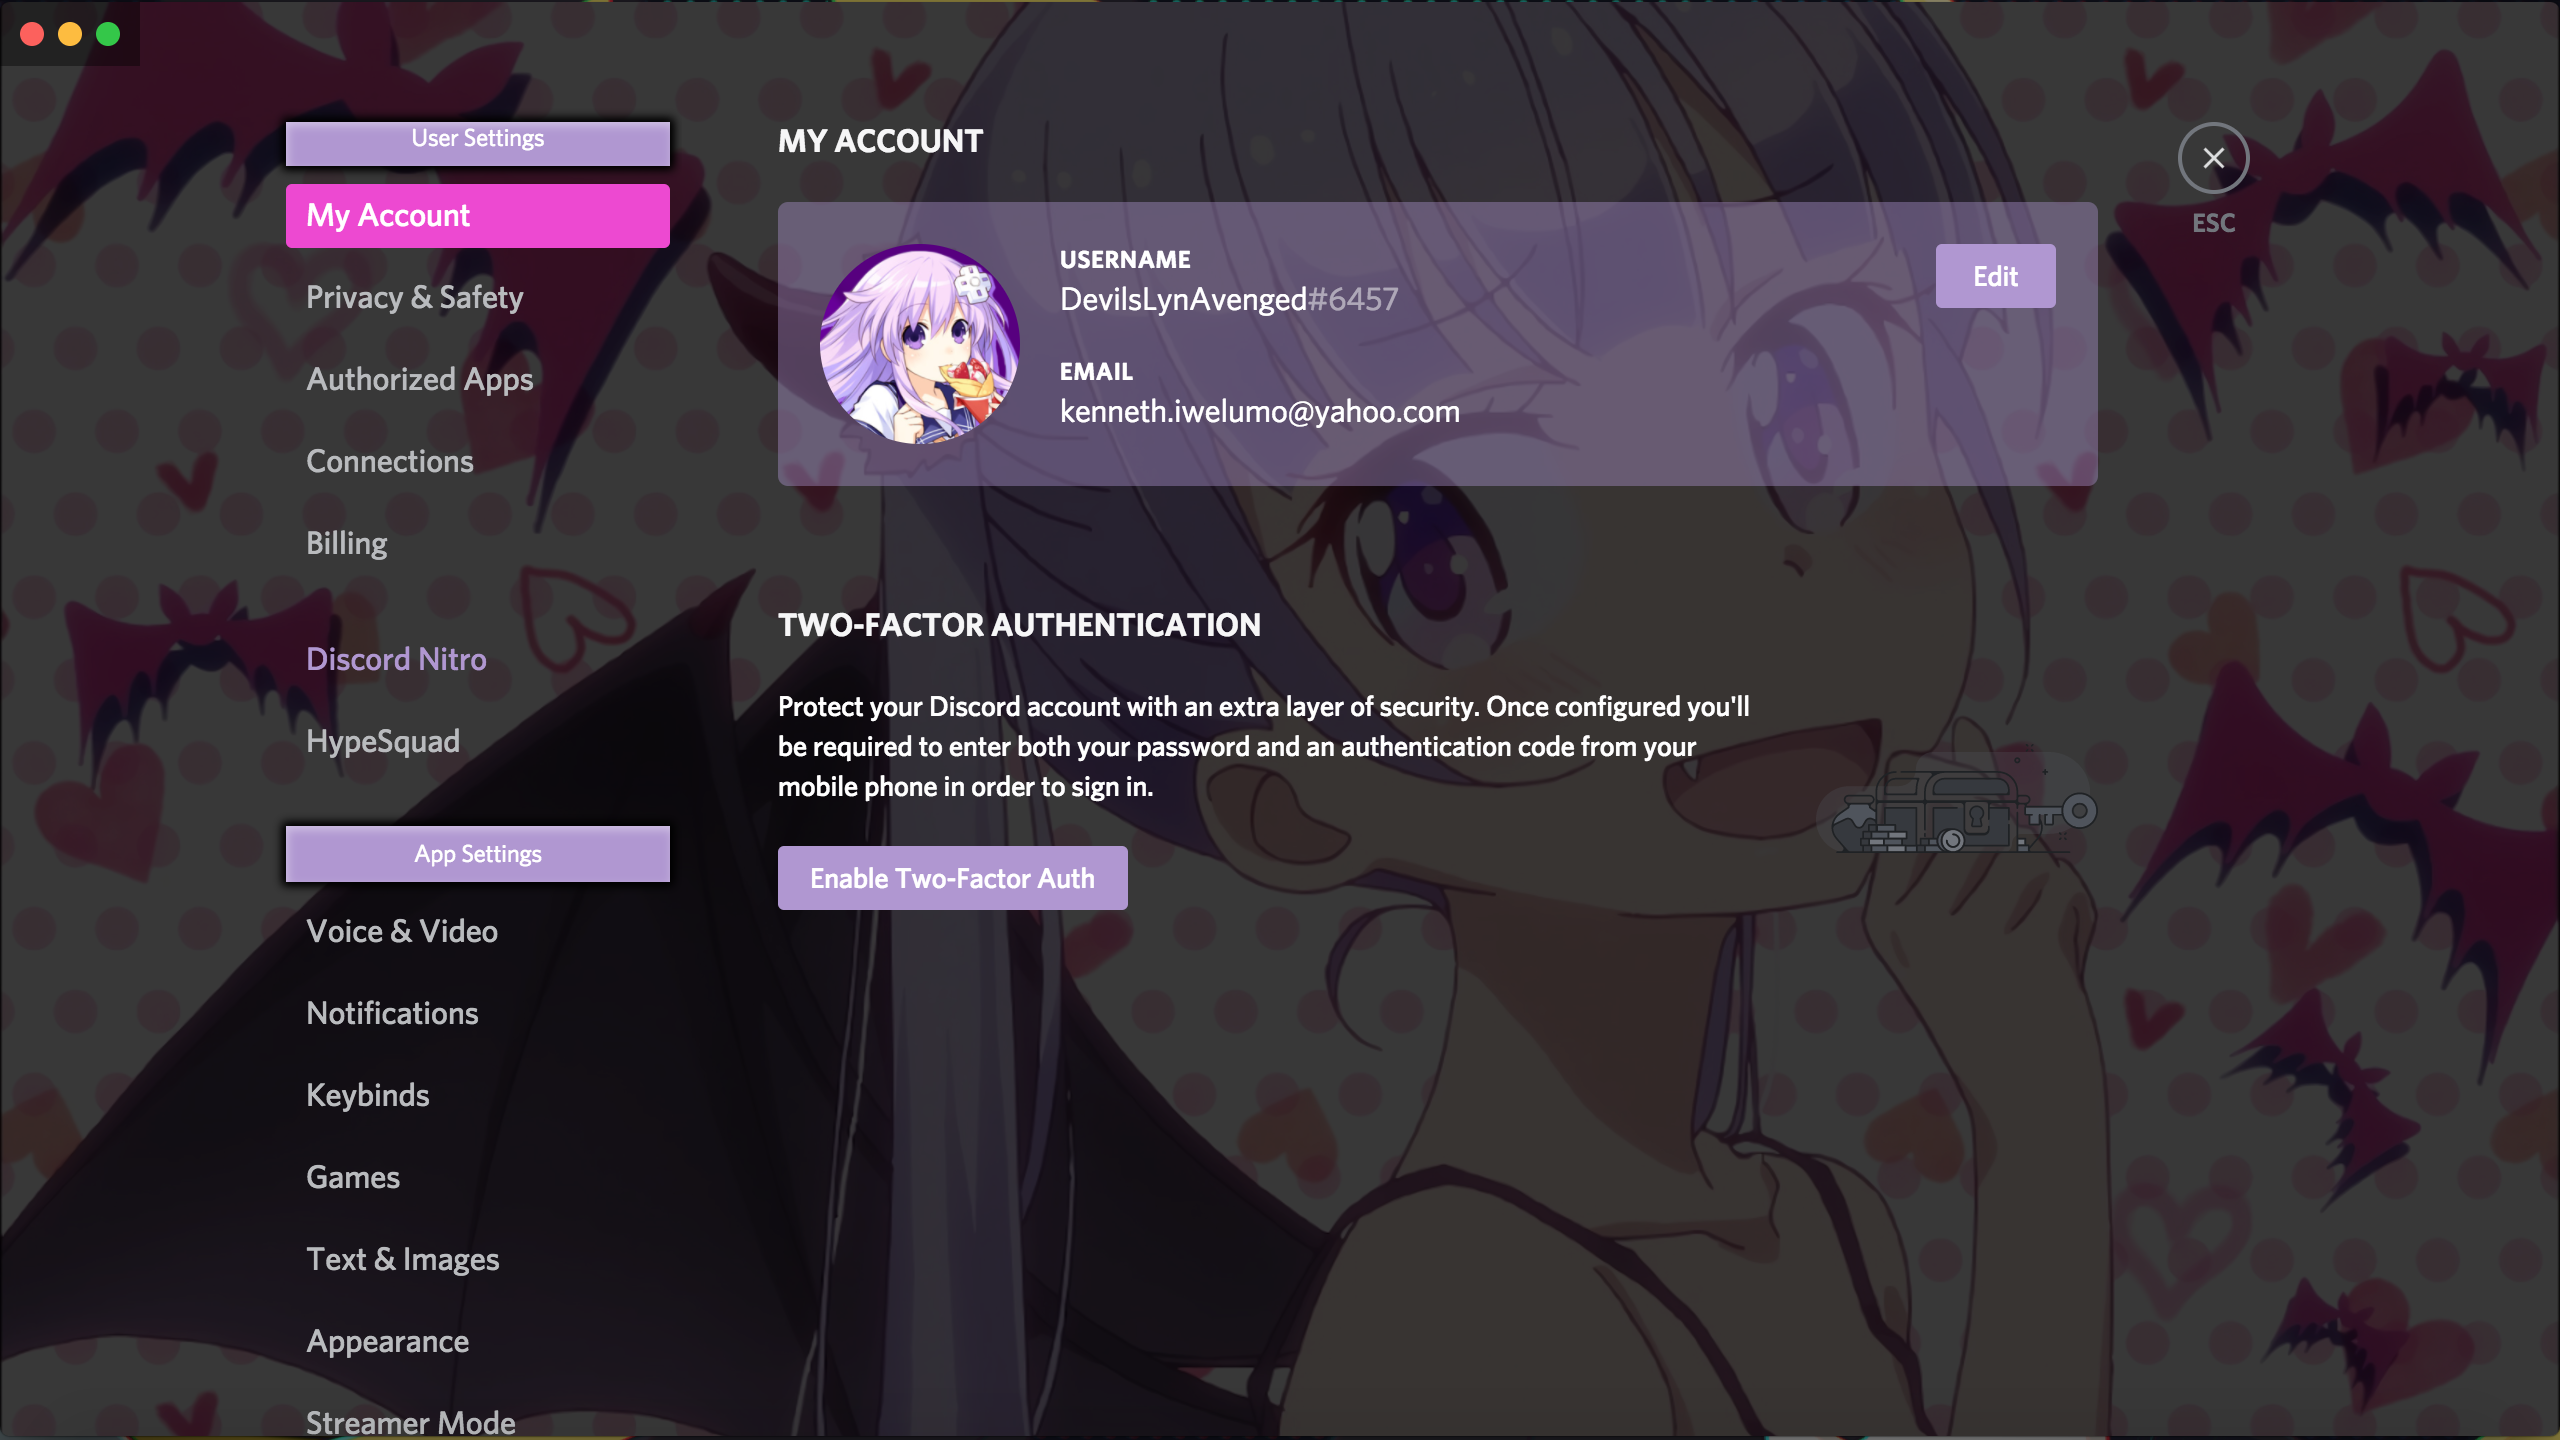 User Settings
My Account
Privacy & Safety
Authorized Apps
Connections
Billing
Discord Nitro
HypeSquad
App Settings
Voice & Video
Notifications
Keybinds
Games
Text & Images
Appearance
Streamer Mode
MY ACCOUNT
USERNAME
DevilsLynAvenged#6457
EMAIL
kenneth.iwelumo@yahoo.com
Edit
TWO-FACTOR AUTHENTICATION
Protect your Discord account with an extra layer of security. Once configured you'll
be required to enter both your password and an authentication code from your
mobile phone in order to sign in.
Enable Two-Factor Auth
ESC